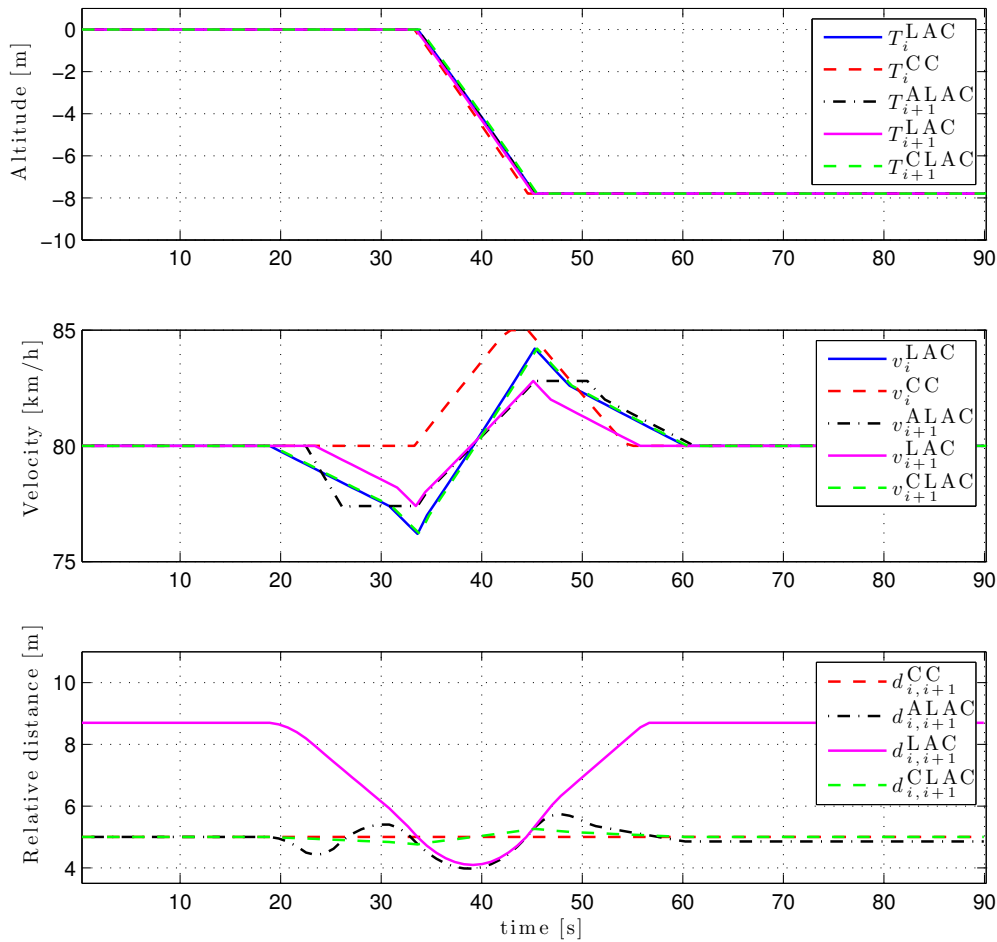 Altitude [m]
0
−2
−4
−6
−8
−10
10 20 30 40 50 60 70 80 90
T_i^LAC
T_i^CC
T_{i+1}^ALAC
T_{i+1}^LAC
T_{i+1}^CLAC
Velocity [km/h]
85
80
75
10 20 30 40 50 60 70 80 90
v_i^LAC
v_i^CC
v_{i+1}^ALAC
v_{i+1}^LAC
v_{i+1}^CLAC
Relative distance [m]
10
8
6
4
10 20 30 40 50 60 70 80 90
d_{i,i+1}^CC
d_{i,i+1}^ALAC
d_{i,i+1}^LAC
d_{i,i+1}^CLAC
time [s]